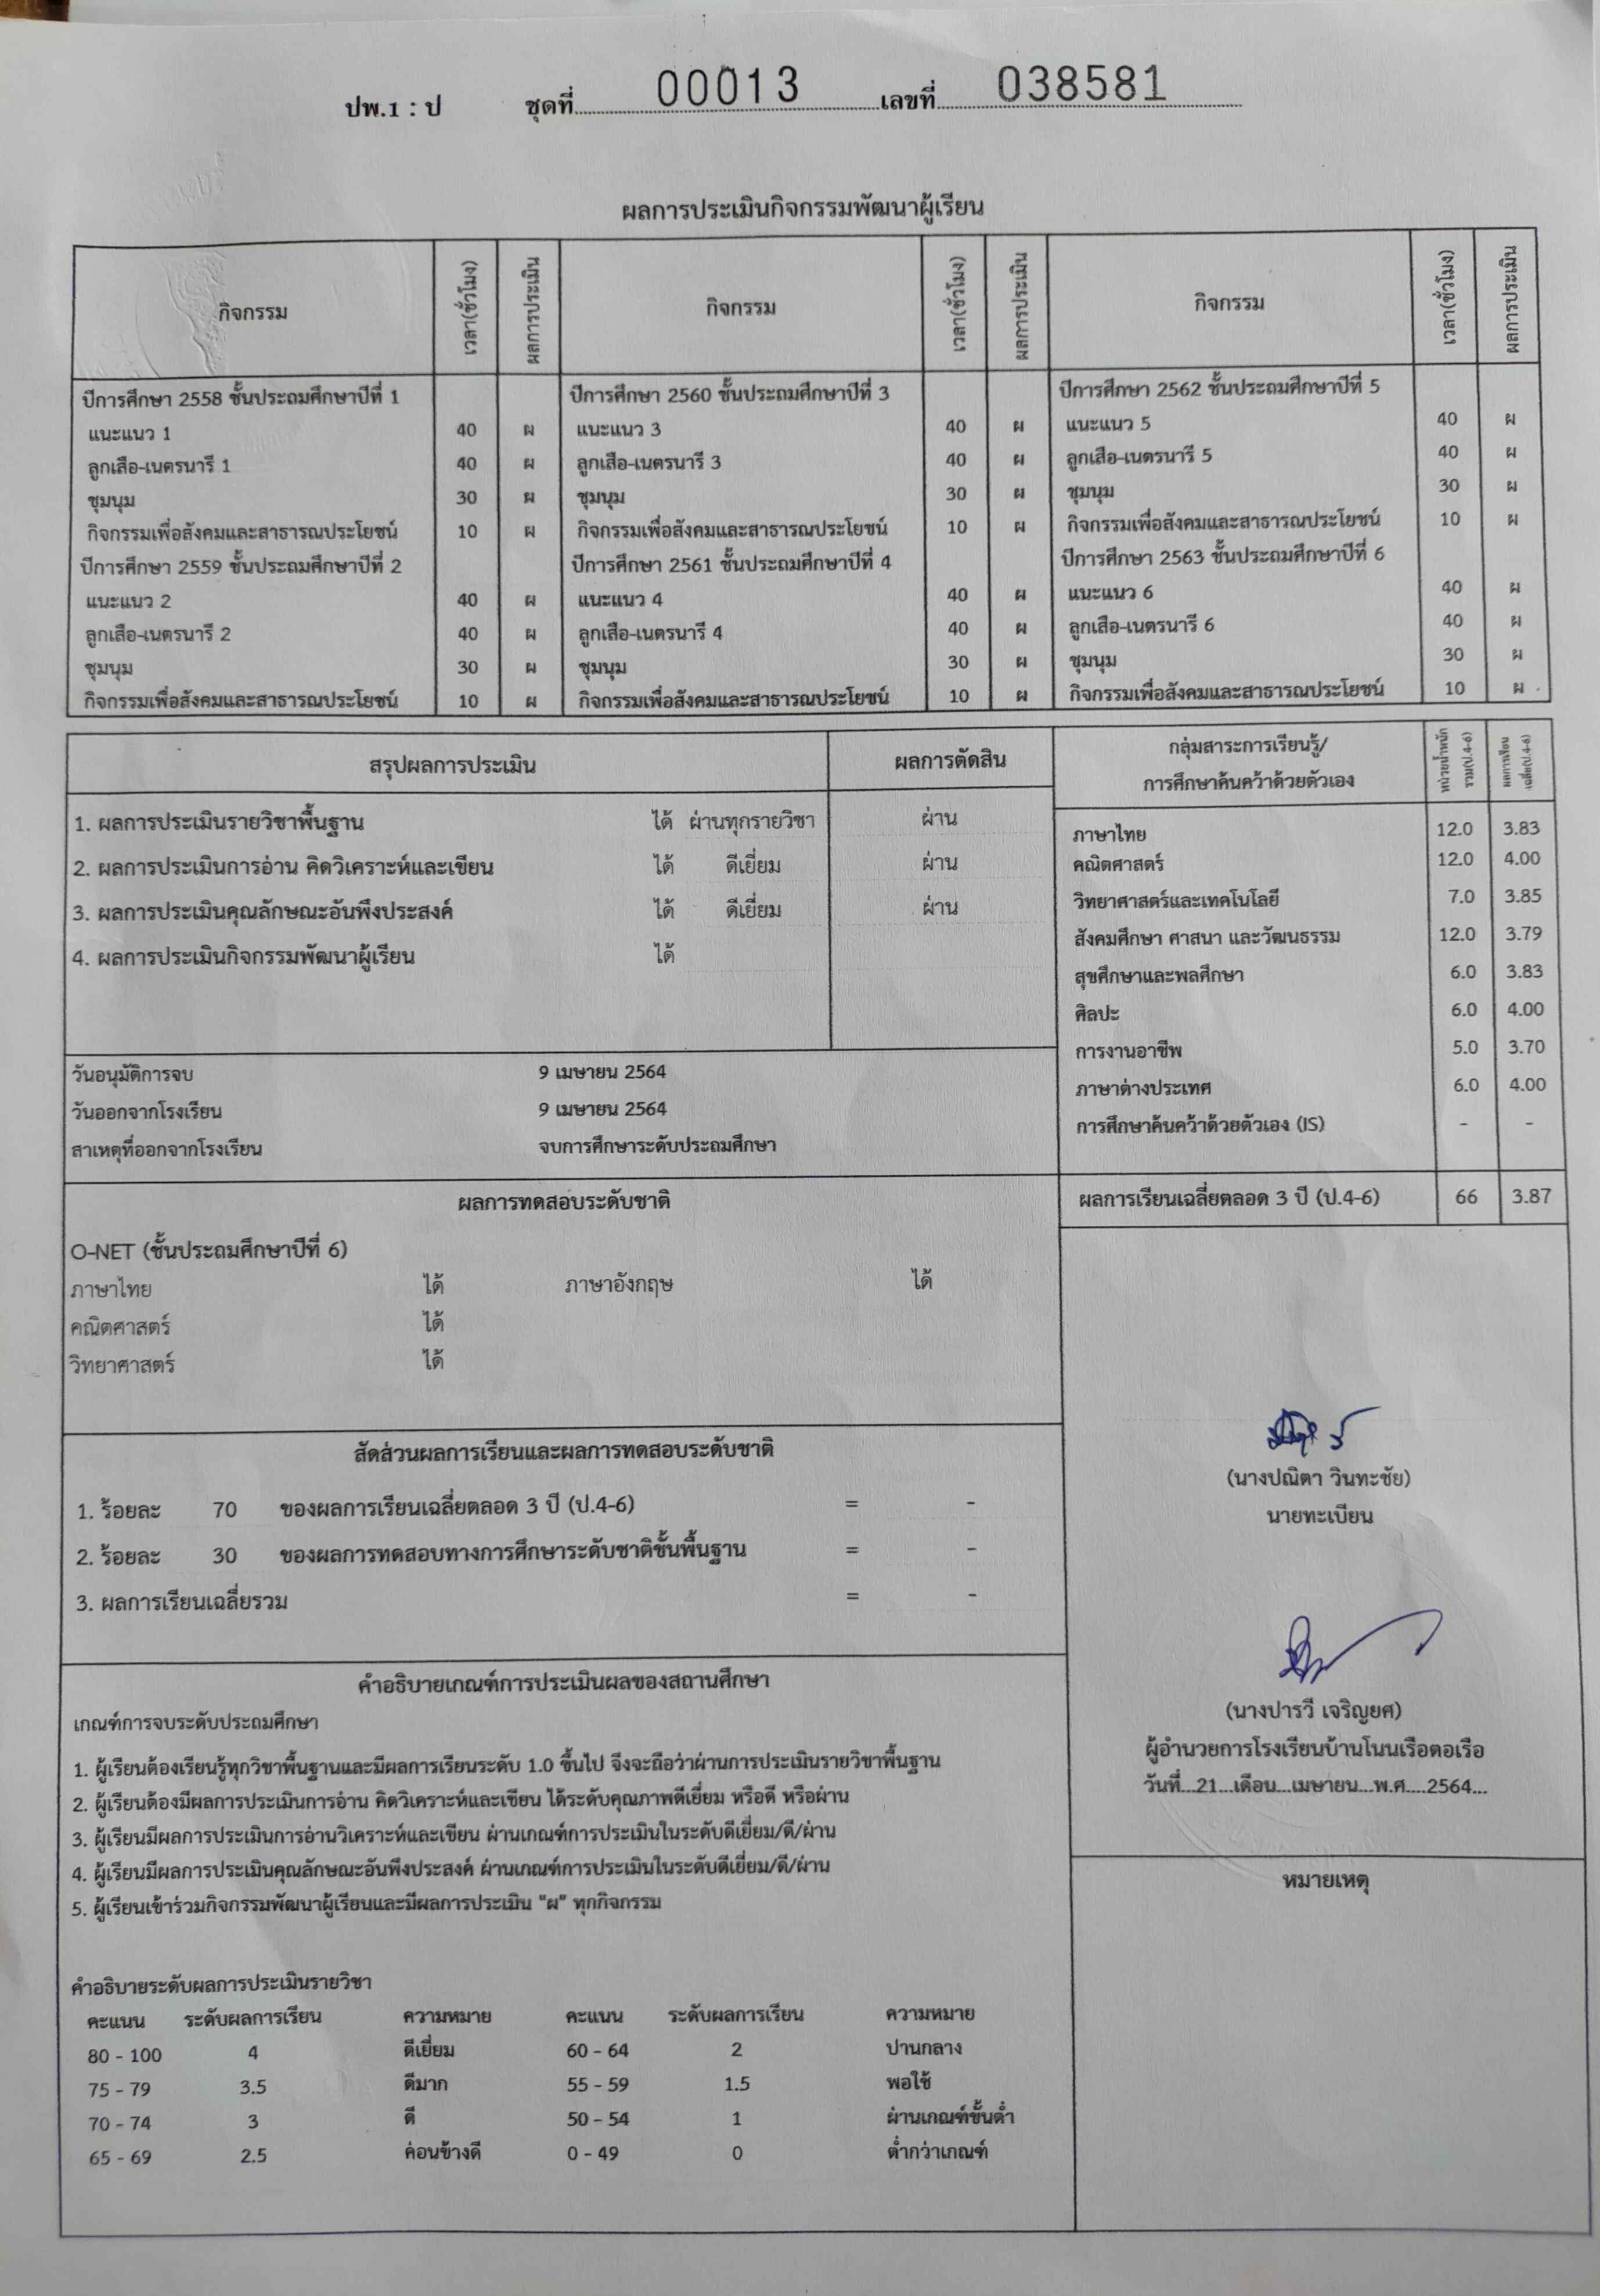 ปพ.1 : ป ชุดที่ 00013 เลขที่ 038581
ผลการประเมินกิจกรรมพัฒนาผู้เรียน
กิจกรรม เวลา(ชั่วโมง) ผลการประเมิน กิจกรรม เวลา(ชั่วโมง) ผลการประเมิน กิจกรรม เวลา(ชั่วโมง) ผลการประเมิน
ปีการศึกษา 2558 ชั้นประถมศึกษาปีที่ 1 ปีการศึกษา 2560 ชั้นประถมศึกษาปีที่ 3 ปีการศึกษา 2562 ชั้นประถมศึกษาปีที่ 5
แนะแนว 1 40 ผ แนะแนว 3 40 ผ แนะแนว 5 40 ผ
ลูกเสือ-เนตรนารี 1 40 ผ ลูกเสือ-เนตรนารี 3 40 ผ ลูกเสือ-เนตรนารี 5 40 ผ
ชุมนุม 30 ผ ชุมนุม 30 ผ ชุมนุม 30 ผ
กิจกรรมเพื่อสังคมและสาธารณประโยชน์ 10 ผ กิจกรรมเพื่อสังคมและสาธารณประโยชน์ 10 ผ กิจกรรมเพื่อสังคมและสาธารณประโยชน์ 10 ผ
ปีการศึกษา 2559 ชั้นประถมศึกษาปีที่ 2 ปีการศึกษา 2561 ชั้นประถมศึกษาปีที่ 4 ปีการศึกษา 2563 ชั้นประถมศึกษาปีที่ 6
แนะแนว 2 40 ผ แนะแนว 4 40 ผ แนะแนว 6 40 ผ
ลูกเสือ-เนตรนารี 2 40 ผ ลูกเสือ-เนตรนารี 4 40 ผ ลูกเสือ-เนตรนารี 6 40 ผ
ชุมนุม 30 ผ ชุมนุม 30 ผ ชุมนุม 30 ผ
กิจกรรมเพื่อสังคมและสาธารณประโยชน์ 10 ผ กิจกรรมเพื่อสังคมและสาธารณประโยชน์ 10 ผ กิจกรรมเพื่อสังคมและสาธารณประโยชน์ 10 ผ
สรุปผลการประเมิน ผลการตัดสิน
1. ผลการประเมินรายวิชาพื้นฐาน ได้ ผ่านทุกรายวิชา ผ่าน
2. ผลการประเมินการอ่าน คิดวิเคราะห์และเขียน ได้ ดีเยี่ยม ผ่าน
3. ผลการประเมินคุณลักษณะอันพึงประสงค์ ได้ ดีเยี่ยม ผ่าน
4. ผลการประเมินกิจกรรมพัฒนาผู้เรียน ได้
วันอนุมัติการจบ 9 เมษายน 2564
วันออกจากโรงเรียน 9 เมษายน 2564
สาเหตุที่ออกจากโรงเรียน จบการศึกษาระดับประถมศึกษา
กลุ่มสาระการเรียนรู้/
การศึกษาค้นคว้าด้วยตัวเอง
หน่วยน้ำหนัก
รวม(ป.4-6)
ผลการเรียน
เฉลี่ย(ป.4-6)
ภาษาไทย 12.0 3.83
คณิตศาสตร์ 12.0 4.00
วิทยาศาสตร์และเทคโนโลยี 7.0 3.85
สังคมศึกษา ศาสนา และวัฒนธรรม 12.0 3.79
สุขศึกษาและพลศึกษา 6.0 3.83
ศิลปะ 6.0 4.00
การงานอาชีพ 5.0 3.70
ภาษาต่างประเทศ 6.0 4.00
การศึกษาค้นคว้าด้วยตัวเอง (IS) - -
ผลการเรียนเฉลี่ยตลอด 3 ปี (ป.4-6) 66 3.87
ผลการทดสอบระดับชาติ
O-NET (ชั้นประถมศึกษาปีที่ 6)
ภาษาไทย ได้ ภาษาอังกฤษ ได้
คณิตศาสตร์ ได้
วิทยาศาสตร์ ได้
สัดส่วนผลการเรียนและผลการทดสอบระดับชาติ
1. ร้อยละ 70 ของผลการเรียนเฉลี่ยตลอด 3 ปี (ป.4-6) = -
2. ร้อยละ 30 ของผลการทดสอบทางการศึกษาระดับชาติขั้นพื้นฐาน = -
3. ผลการเรียนเฉลี่ยรวม = -
(นางปณิตา วินทะชัย)
นายทะเบียน
(นางปารวี เจริญยศ)
ผู้อำนวยการโรงเรียนบ้านโนนเรือตอเรือ
วันที่...21...เดือน...เมษายน...พ.ศ....2564...
คำอธิบายเกณฑ์การประเมินผลของสถานศึกษา
เกณฑ์การจบระดับประถมศึกษา
1. ผู้เรียนต้องเรียนรู้ทุกวิชาพื้นฐานและมีผลการเรียนระดับ 1.0 ขึ้นไป จึงจะถือว่าผ่านการประเมินรายวิชาพื้นฐาน
2. ผู้เรียนต้องมีผลการประเมินการอ่าน คิดวิเคราะห์และเขียน ได้ระดับคุณภาพดีเยี่ยม หรือดี หรือผ่าน
3. ผู้เรียนมีผลการประเมินการอ่านวิเคราะห์และเขียน ผ่านเกณฑ์การประเมินในระดับดีเยี่ยม/ดี/ผ่าน
4. ผู้เรียนมีผลการประเมินคุณลักษณะอันพึงประสงค์ ผ่านเกณฑ์การประเมินในระดับดีเยี่ยม/ดี/ผ่าน
5. ผู้เรียนเข้าร่วมกิจกรรมพัฒนาผู้เรียนและมีผลการประเมิน "ผ" ทุกกิจกรรม
หมายเหตุ
คำอธิบายระดับผลการประเมินรายวิชา
คะแนน ระดับผลการเรียน ความหมาย คะแนน ระดับผลการเรียน ความหมาย
80 - 100 4 ดีเยี่ยม 60 - 64 2 ปานกลาง
75 - 79 3.5 ดีมาก 55 - 59 1.5 พอใช้
70 - 74 3 ดี 50 - 54 1 ผ่านเกณฑ์ขั้นต่ำ
65 - 69 2.5 ค่อนข้างดี 0 - 49 0 ต่ำกว่าเกณฑ์